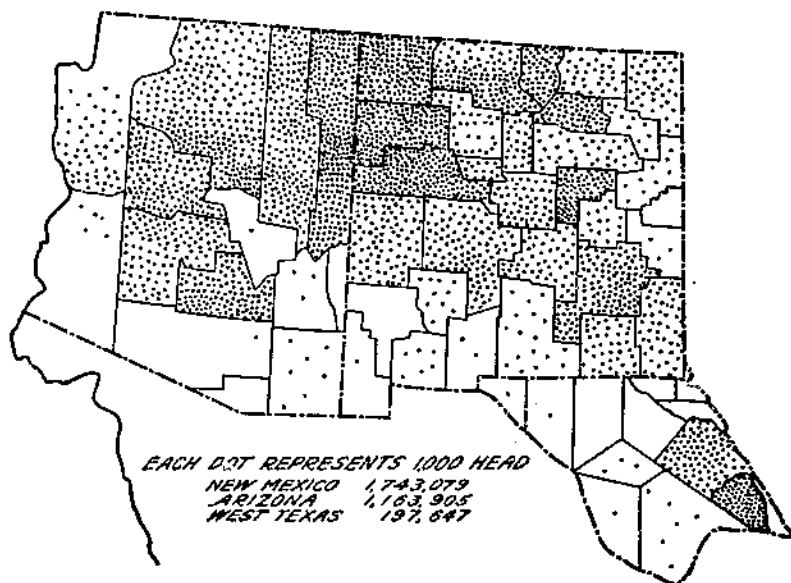 EACH DOT REPRESENTS 1,000 HEAD
NEW MEXICO 1,743,079
ARIZONA 1,163,905
WEST TEXAS 197,647